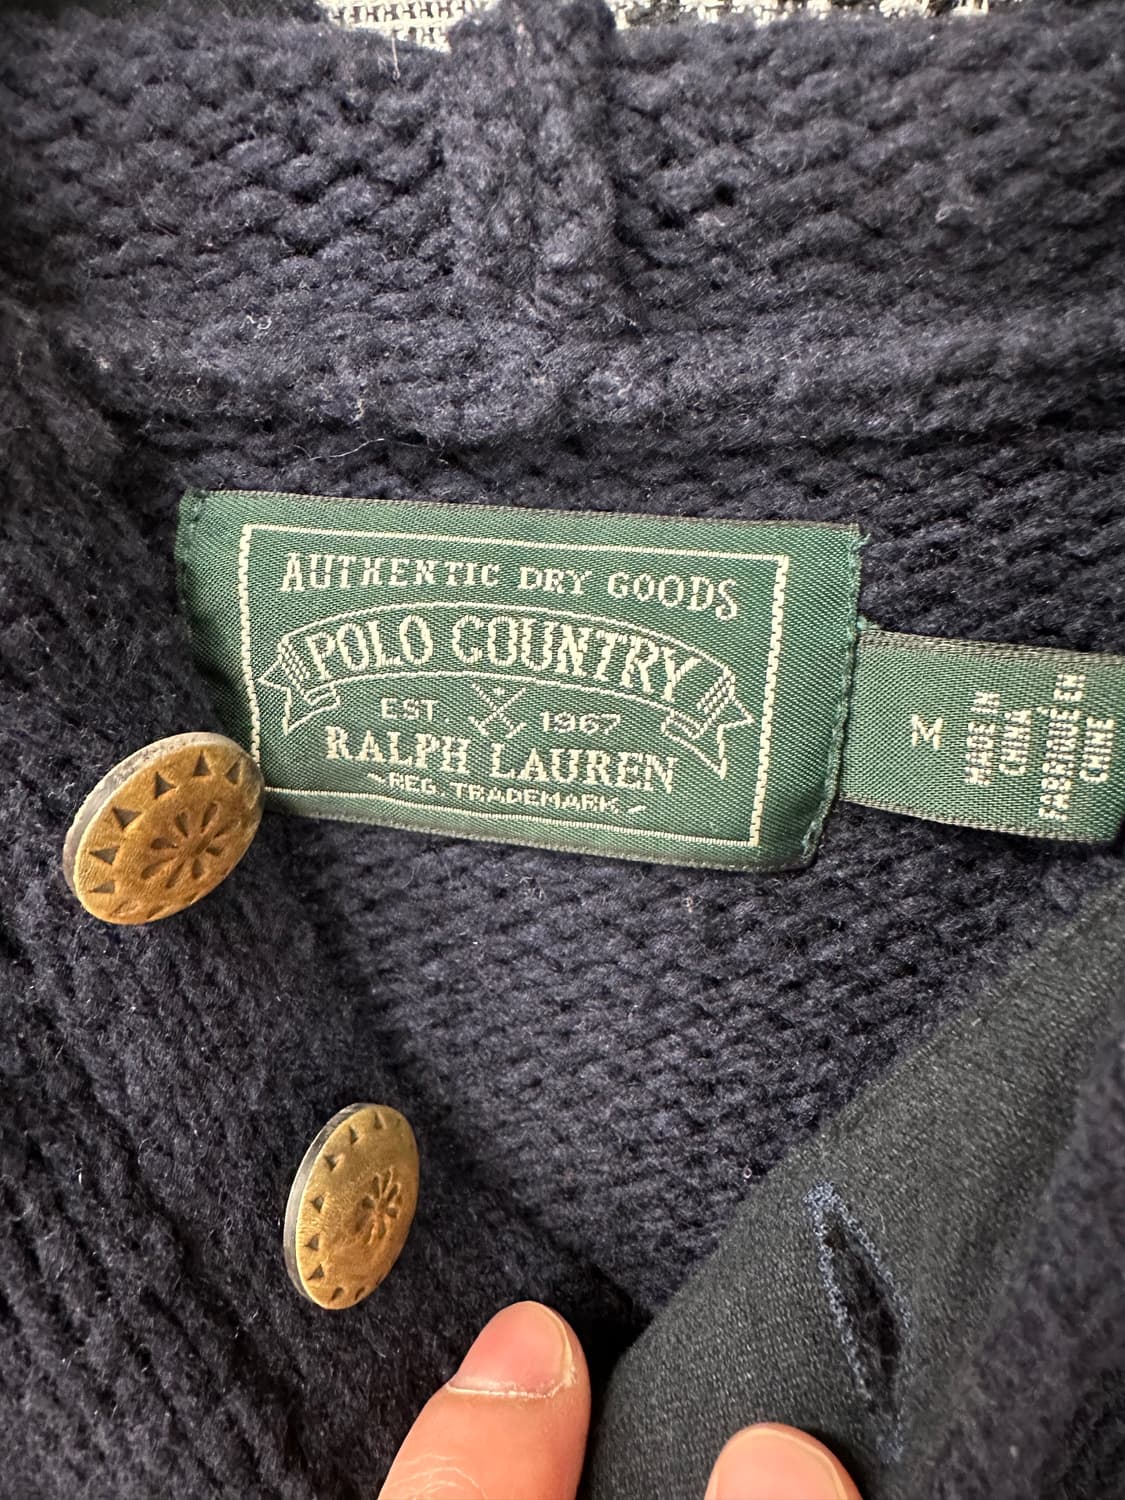 AUTHENTIC DRY GOODS
POLO COUNTRY
EST. 1967
RALPH LAUREN
REG. TRADEMARK
M
MADE IN
CHINA
FABRIQUÉ EN
CHINE